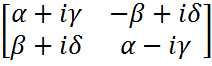 [α + iγ −β + iδ
β + iδ α − iγ]